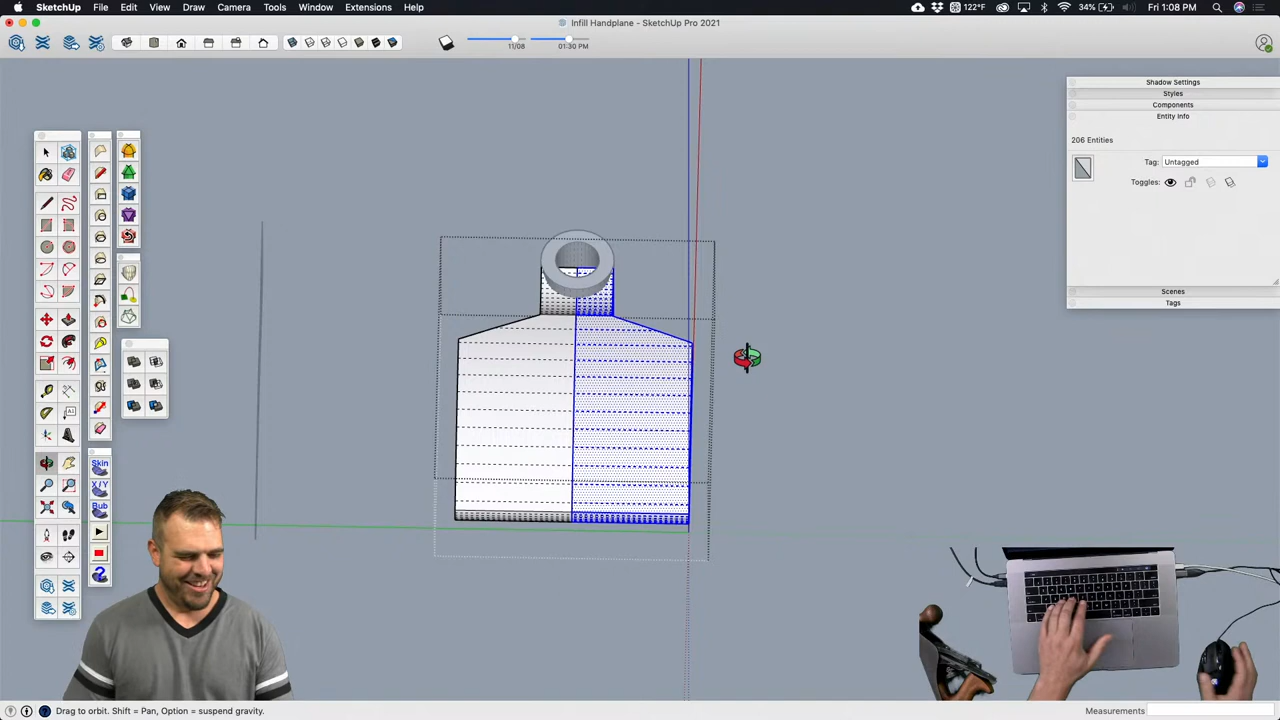 SketchUp File Edit View Draw Camera Tools Window Extensions Help
122°F 34% Fri 1:08 PM
Infill Handplane - SketchUp Pro 2021
11/08 01:30 PM
Shadow Settings
Styles
Components
Entity Info
206 Entities
Tag: Untagged
Toggles:
Scenes
Tags
Skin
X/Y
Bub
Drag to orbit. Shift = Pan, Option = suspend gravity.
Measurements